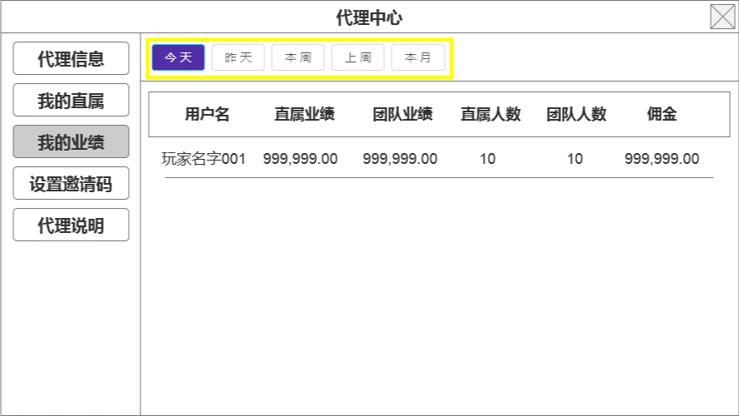 代理中心
代理信息
我的直属
我的业绩
设置邀请码
代理说明
今天 昨天 本周 上周 本月
用户名 直属业绩 团队业绩 直属人数 团队人数 佣金
玩家名字001 999,999.00 999,999.00 10 10 999,999.00